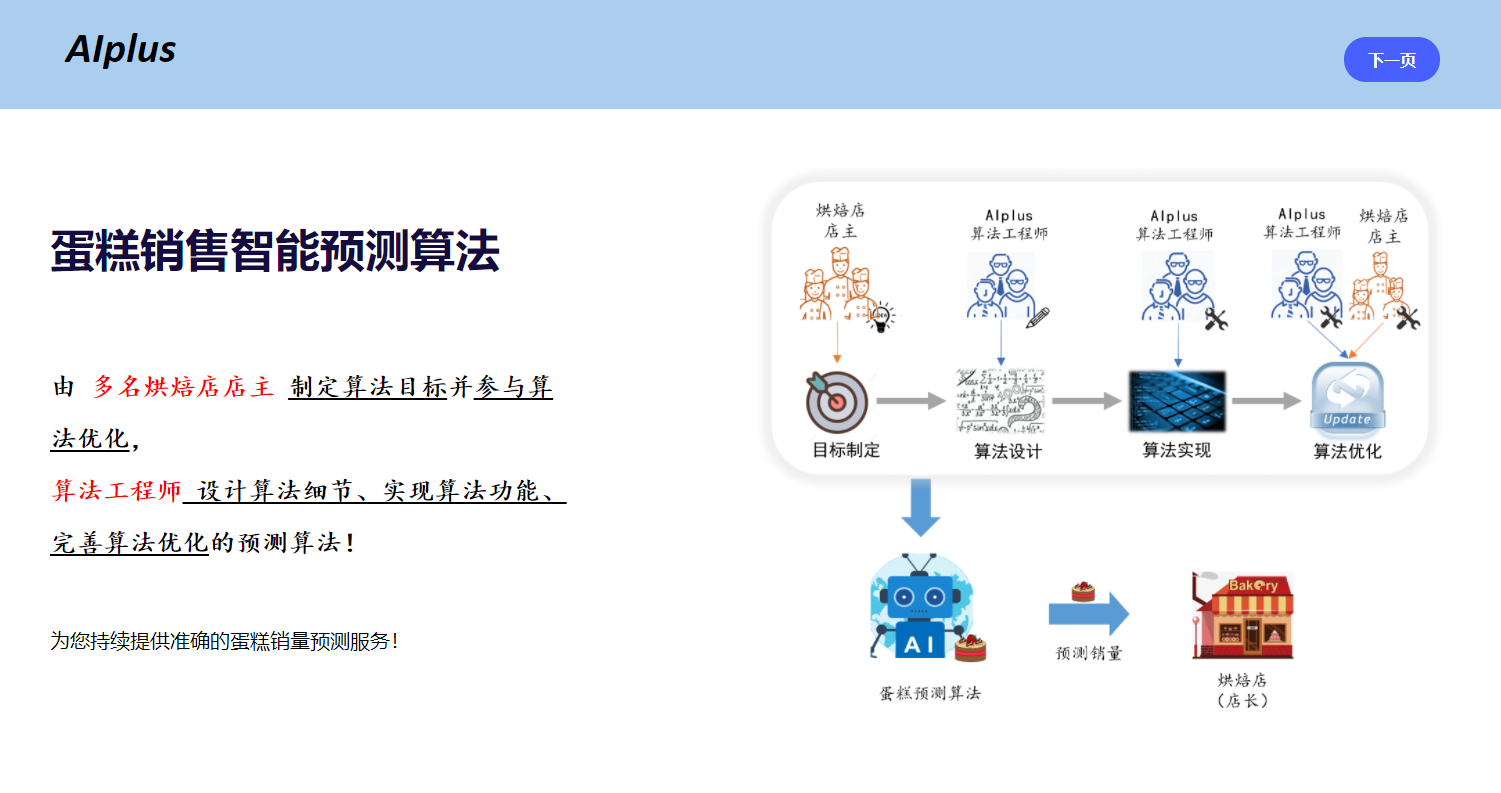 AIplus
下一页
蛋糕销售智能预测算法
由 多名烘焙店店主 制定算法目标并参与算
法优化，
算法工程师 设计算法细节、实现算法功能、
完善算法优化的预测算法！
为您持续提供准确的蛋糕销量预测服务！
烘焙店
店主
AIplus
算法工程师
AIplus
算法工程师
AIplus
算法工程师
烘焙店
店主
Update
目标制定
算法设计
算法实现
算法优化
AI
蛋糕预测算法
预测销量
Bakery
烘焙店
（店长）